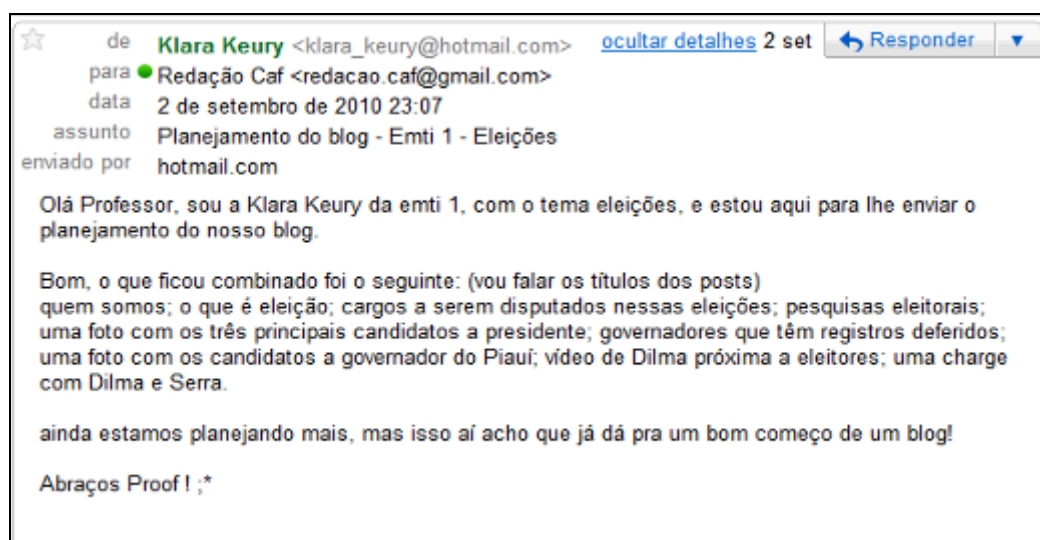 de Klara Keury <klara_keury@hotmail.com> ocultar detalhes 2 set Responder
para Redação Caf <redacao.caf@gmail.com>
data 2 de setembro de 2010 23:07
assunto Planejamento do blog - Emti 1 - Eleições
enviado por hotmail.com
Olá Professor, sou a Klara Keury da emti 1, com o tema eleições, e estou aqui para lhe enviar o
planejamento do nosso blog.
Bom, o que ficou combinado foi o seguinte: (vou falar os títulos dos posts)
quem somos; o que é eleição; cargos a serem disputados nessas eleições; pesquisas eleitorais;
uma foto com os três principais candidatos a presidente; governadores que têm registros deferidos;
uma foto com os candidatos a governador do Piauí; vídeo de Dilma próxima a eleitores; uma charge
com Dilma e Serra.
ainda estamos planejando mais, mas isso aí acho que já dá pra um bom começo de um blog!
Abraços Proof ! ;*